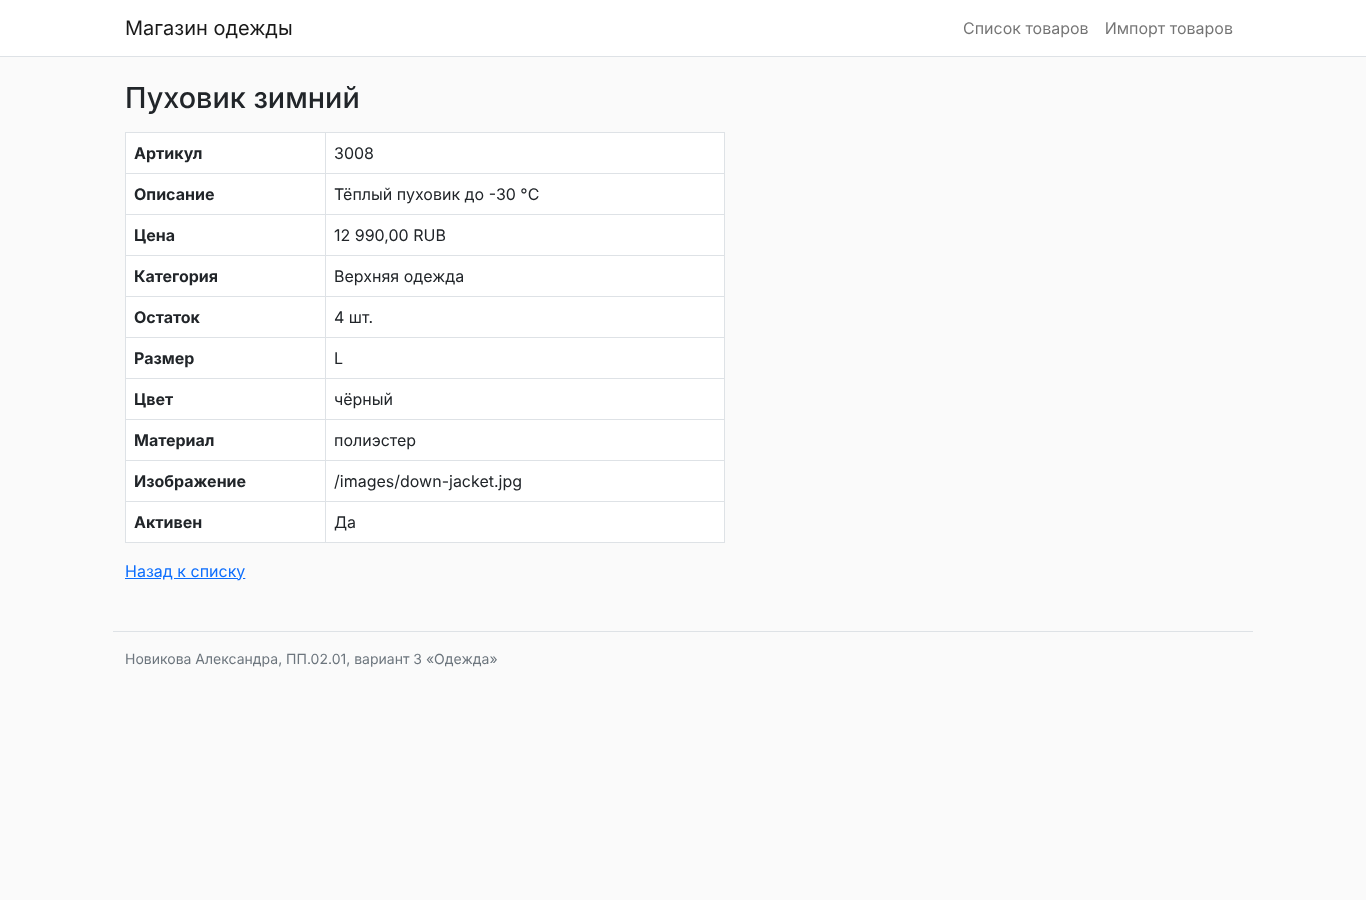 Магазин одежды
Список товаров Импорт товаров
Пуховик зимний
Артикул 3008
Описание Тёплый пуховик до -30 °C
Цена 12 990,00 RUB
Категория Верхняя одежда
Остаток 4 шт.
Размер L
Цвет чёрный
Материал полиэстер
Изображение /images/down-jacket.jpg
Активен Да
Назад к списку
Новикова Александра, ПП.02.01, вариант 3 «Одежда»